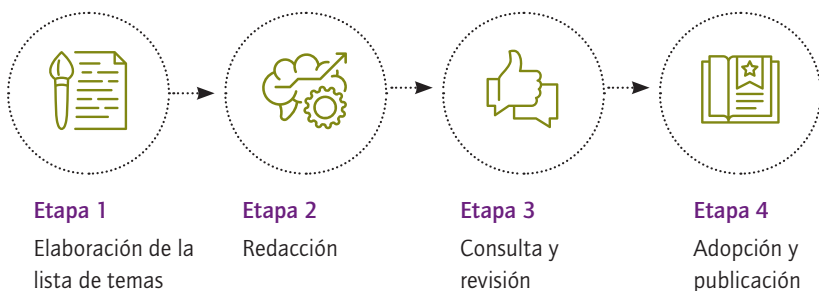 Etapa 1
Elaboración de la
lista de temas
Etapa 2
Redacción
Etapa 3
Consulta y
revisión
Etapa 4
Adopción y
publicación